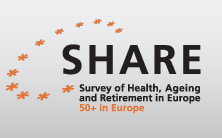 SHARE
Survey of Health, Ageing
and Retirement in Europe
50+ in Europe